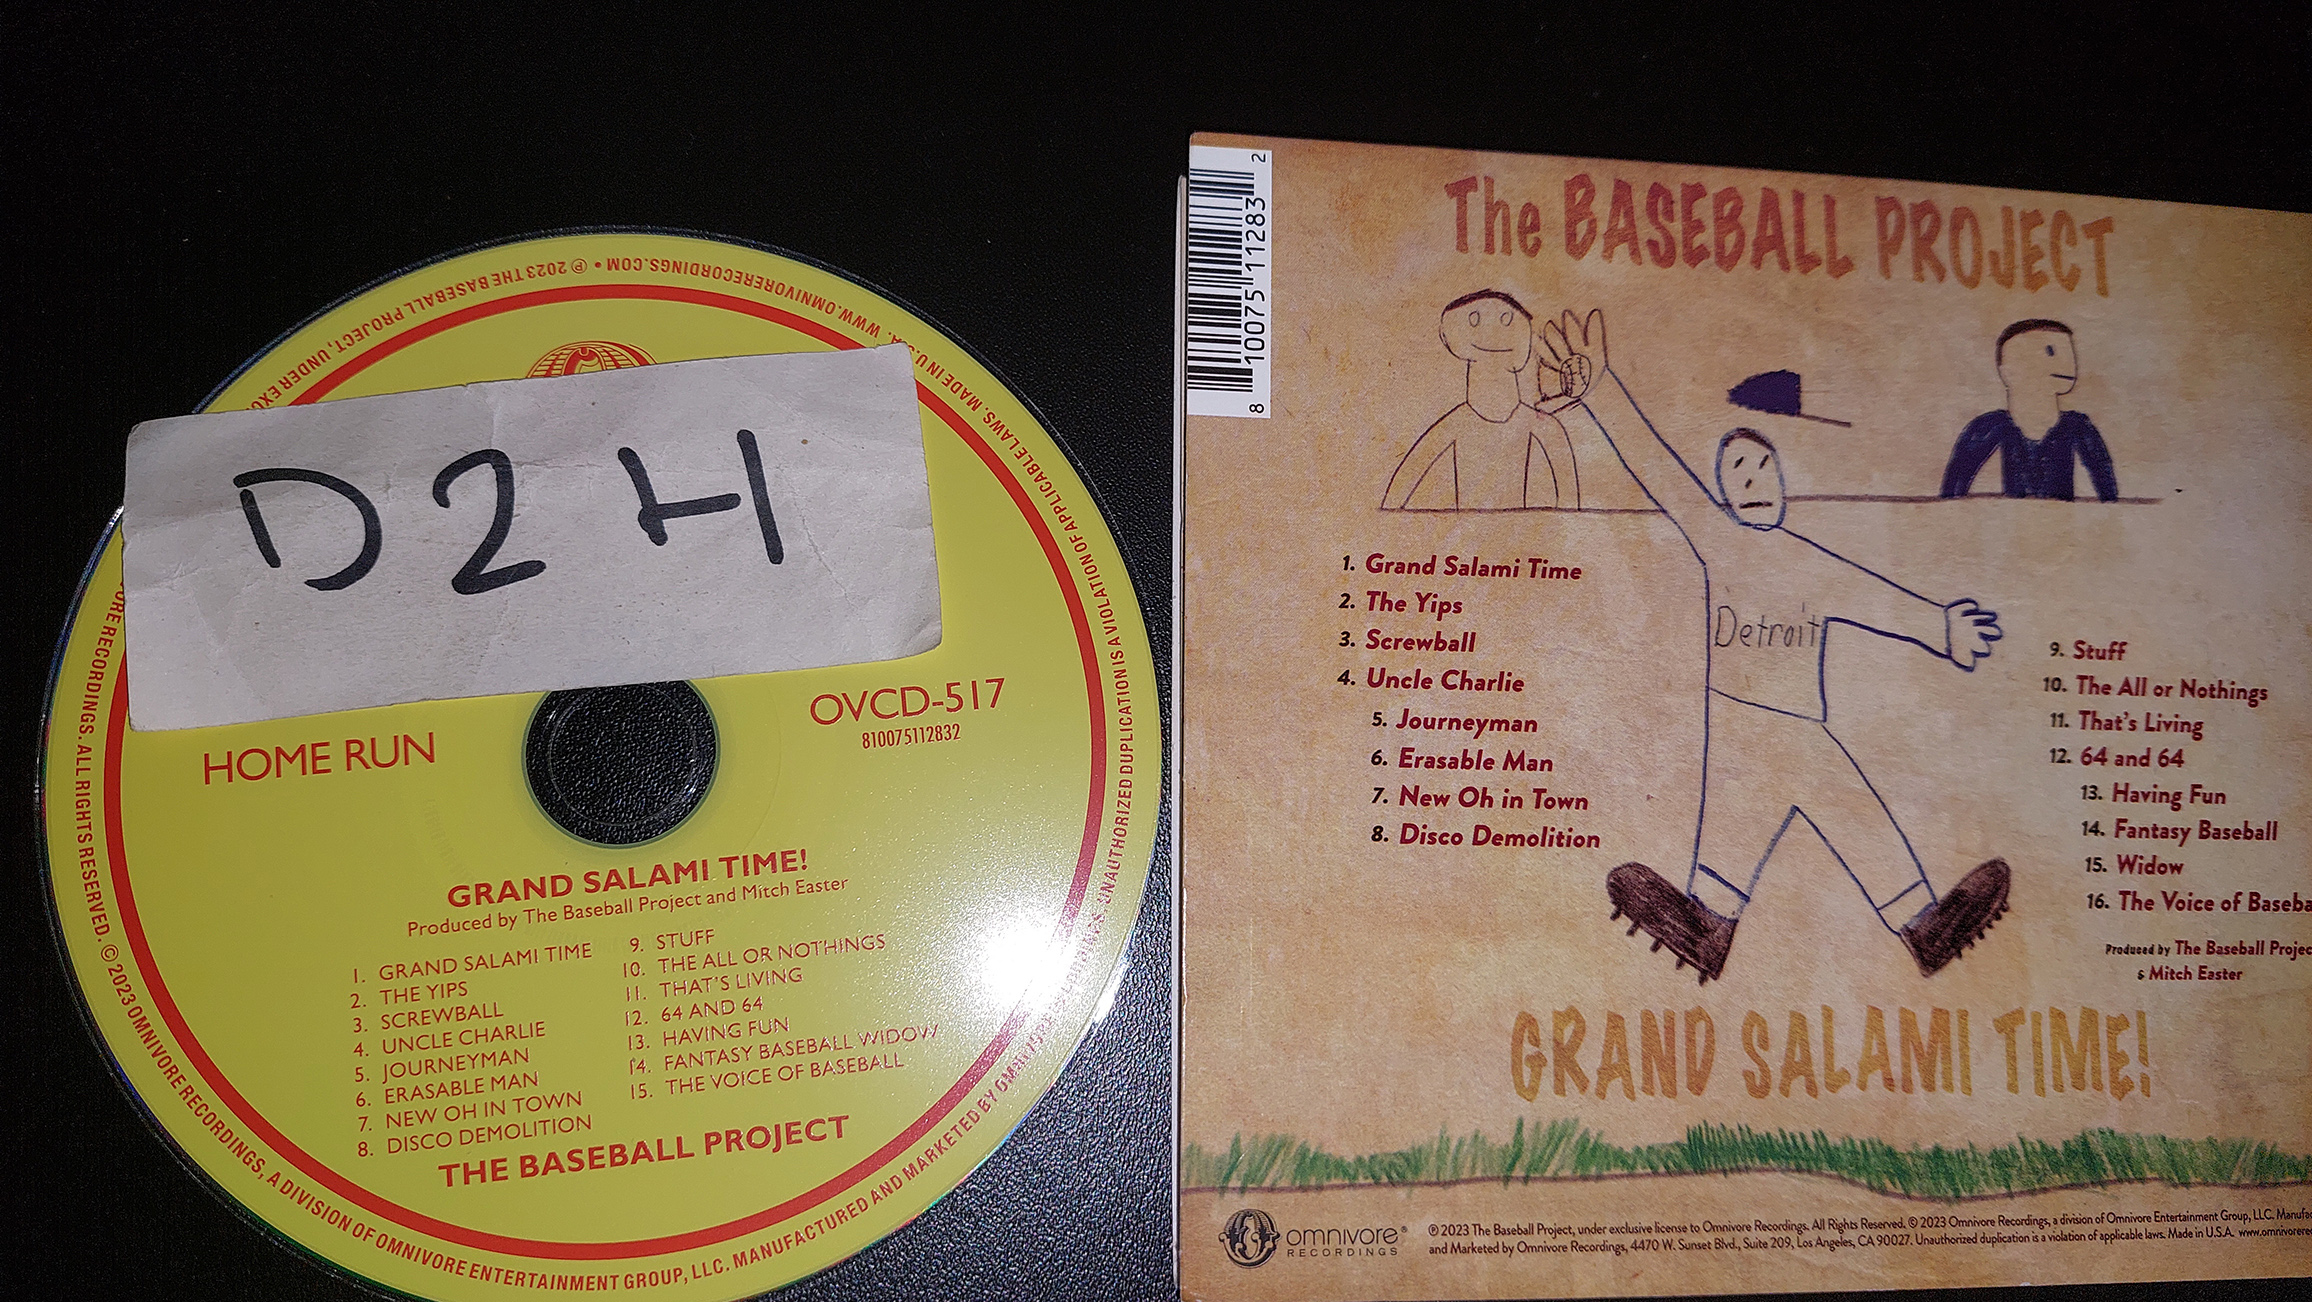 WWW.OMNIVORERECORDINGS.COM • ℗ 2023 THE BASEBALL PROJECT, UNDER
D2H
HOME RUN
OVCD-517
810075112832
GRAND SALAMI TIME!
Produced by The Baseball Project and Mitch Easter
1. GRAND SALAMI TIME
2. THE YIPS
3. SCREWBALL
4. UNCLE CHARLIE
5. JOURNEYMAN
6. ERASABLE MAN
7. NEW OH IN TOWN
8. DISCO DEMOLITION
9. STUFF
10. THE ALL OR NOTHINGS
11. THAT'S LIVING
12. 64 AND 64
13. HAVING FUN
14. FANTASY BASEBALL WIDOW
15. THE VOICE OF BASEBALL
THE BASEBALL PROJECT
RECORDINGS. ALL RIGHTS RESERVED. © 2023 OMNIVORE RECORDINGS, A DIVISION OF OMNIVORE ENTERTAINMENT GROUP, LLC. MANUFACTURED AND MARKETED BY
UNAUTHORIZED DUPLICATION IS A VIOLATION OF APPLICABLE LAWS. MADE IN U.S.A.
8 10075 11283 2
The BASEBALL PROJECT
Detroit
1. Grand Salami Time
2. The Yips
3. Screwball
4. Uncle Charlie
5. Journeyman
6. Erasable Man
7. New Oh in Town
8. Disco Demolition
9. Stuff
10. The All or Nothings
11. That's Living
12. 64 and 64
13. Having Fun
14. Fantasy Baseball
15. Widow
16. The Voice of Baseba
Produced by The Baseball Projec
& Mitch Easter
GRAND SALAMI TIME!
omnivore®
RECORDINGS
℗ 2023 The Baseball Project, under exclusive license to Omnivore Recordings. All Rights Reserved. © 2023 Omnivore Recordings, a division of Omnivore Entertainment Group, LLC. Manufac
and Marketed by Omnivore Recordings, 4470 W. Sunset Blvd., Suite 209, Los Angeles, CA 90027. Unauthorized duplication is a violation of applicable laws. Made in U.S.A. www.omnivorere